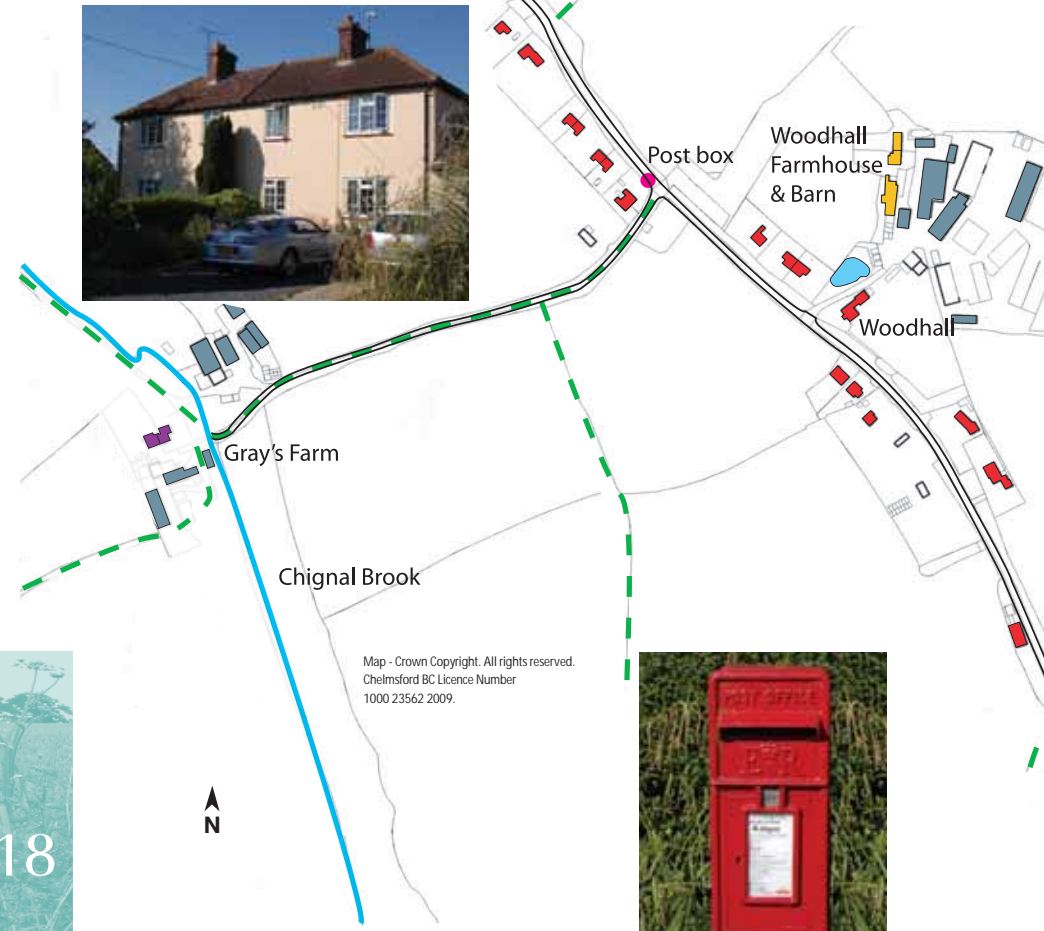 Post box
Woodhall
Farmhouse
& Barn
Woodhall
Gray's Farm
Chignal Brook
Map - Crown Copyright. All rights reserved.
Chelmsford BC Licence Number
1000 23562 2009.
N
18
POST OFFICE
E R